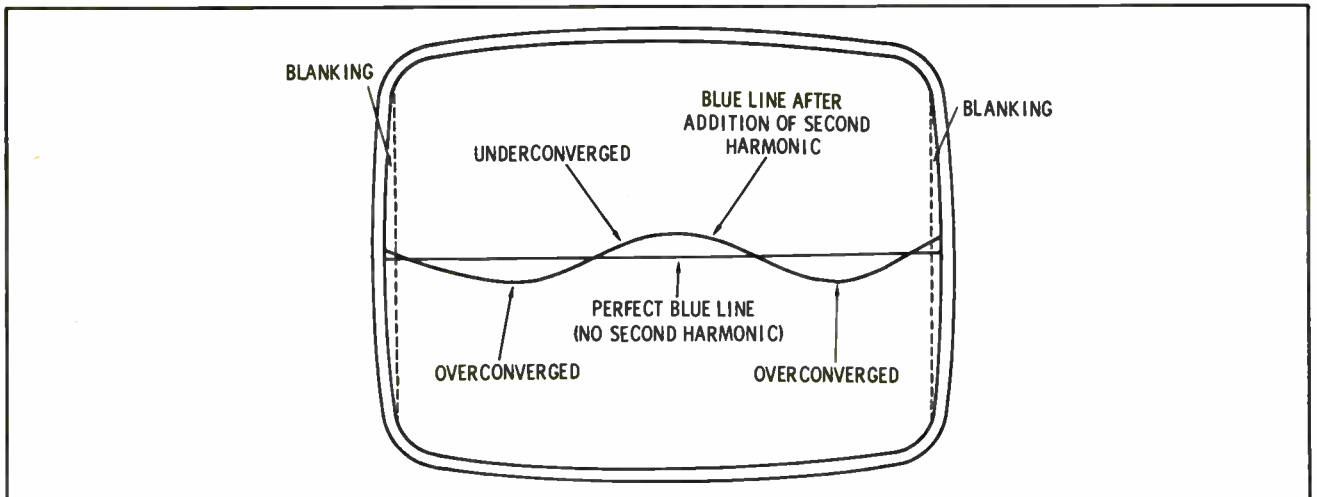 BLANKING
BLUE LINE AFTER
ADDITION OF SECOND
HARMONIC
BLANKING
UNDERCONVERGED
PERFECT BLUE LINE
(NO SECOND HARMONIC)
OVERCONVERGED
OVERCONVERGED